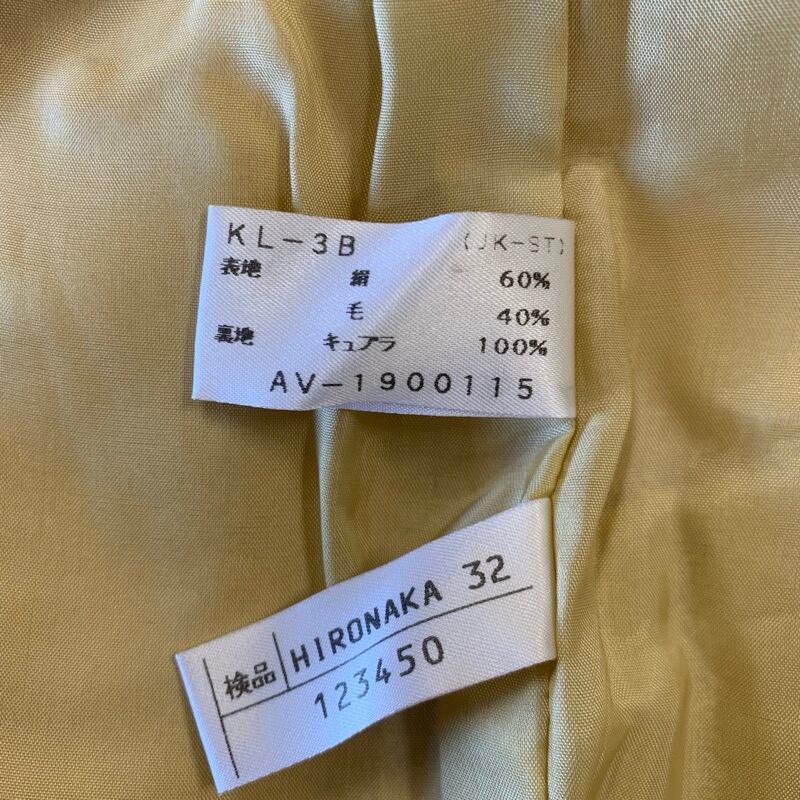 KL-3B (JK-ST)
表地 絹 60%
毛 40%
裏地 キュプラ 100%
AV-1900115
検品 HIRONAKA 32
123450